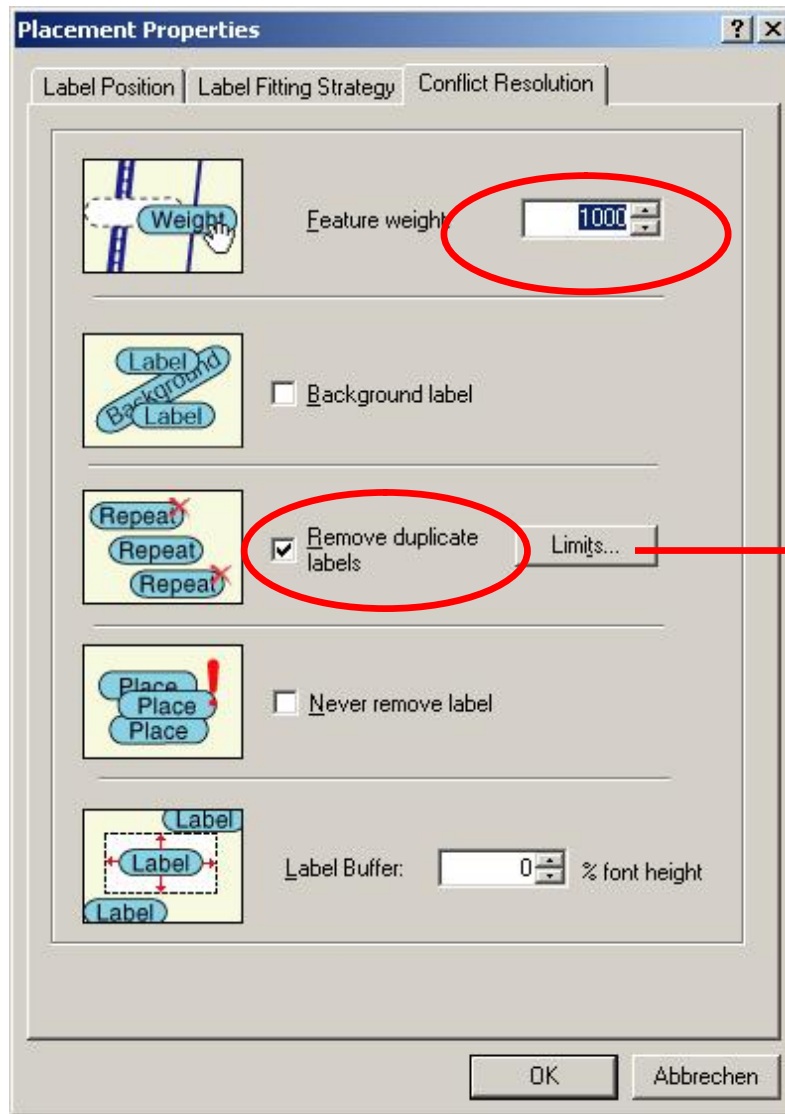 Placement Properties
Label Position
Label Fitting Strategy
Conflict Resolution
Weight
Feature weight:
1000
Label
Background
Label
Background label
Repeat
Repeat
Repeat
Remove duplicate
labels
Limits...
Place
Place
Place
!
Never remove label
Label
Label
Label
Label Buffer:
0
% font height
OK
Abbrechen